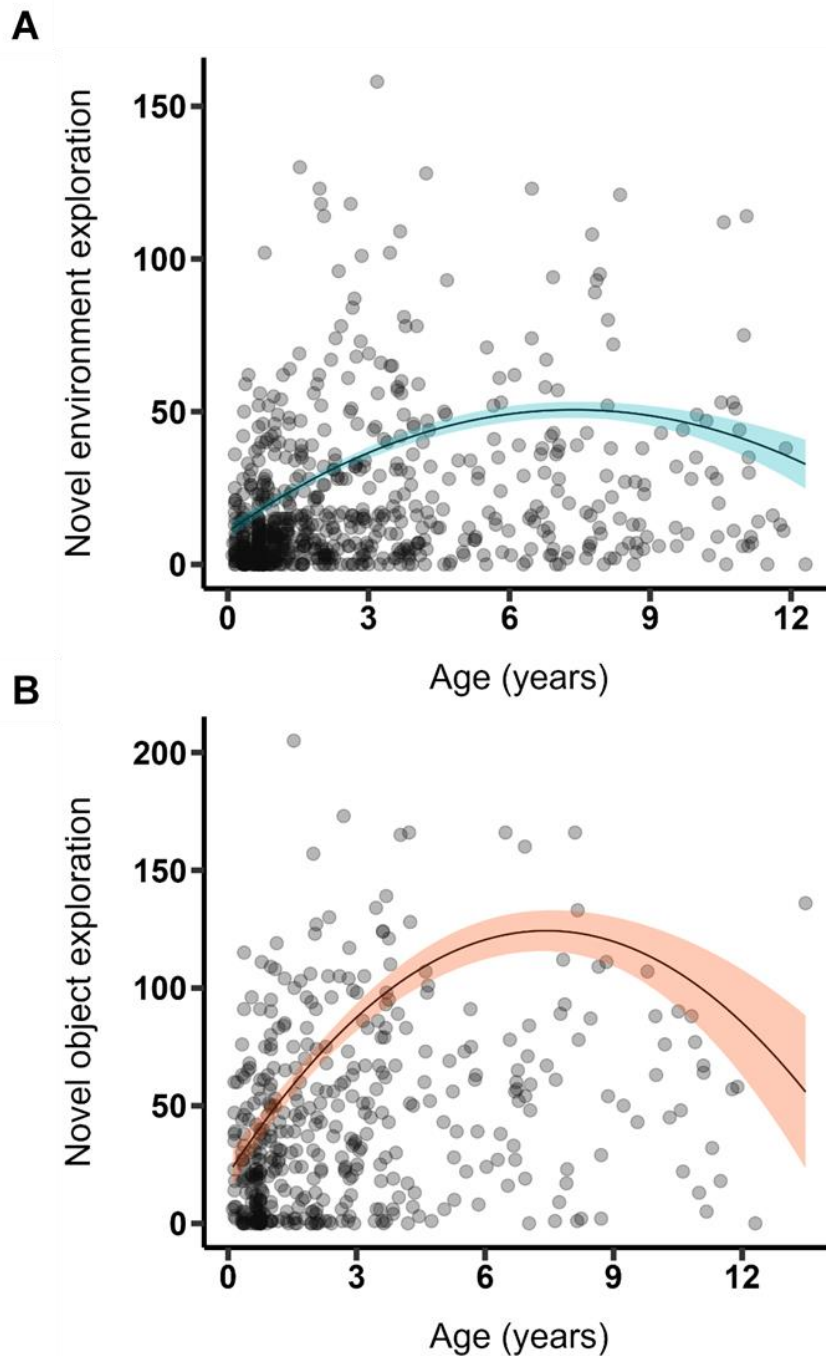 A
Novel environment exploration
150
100
50
0
0 3 6 9 12
Age (years)
B
Novel object exploration
200
150
100
50
0
0 3 6 9 12
Age (years)